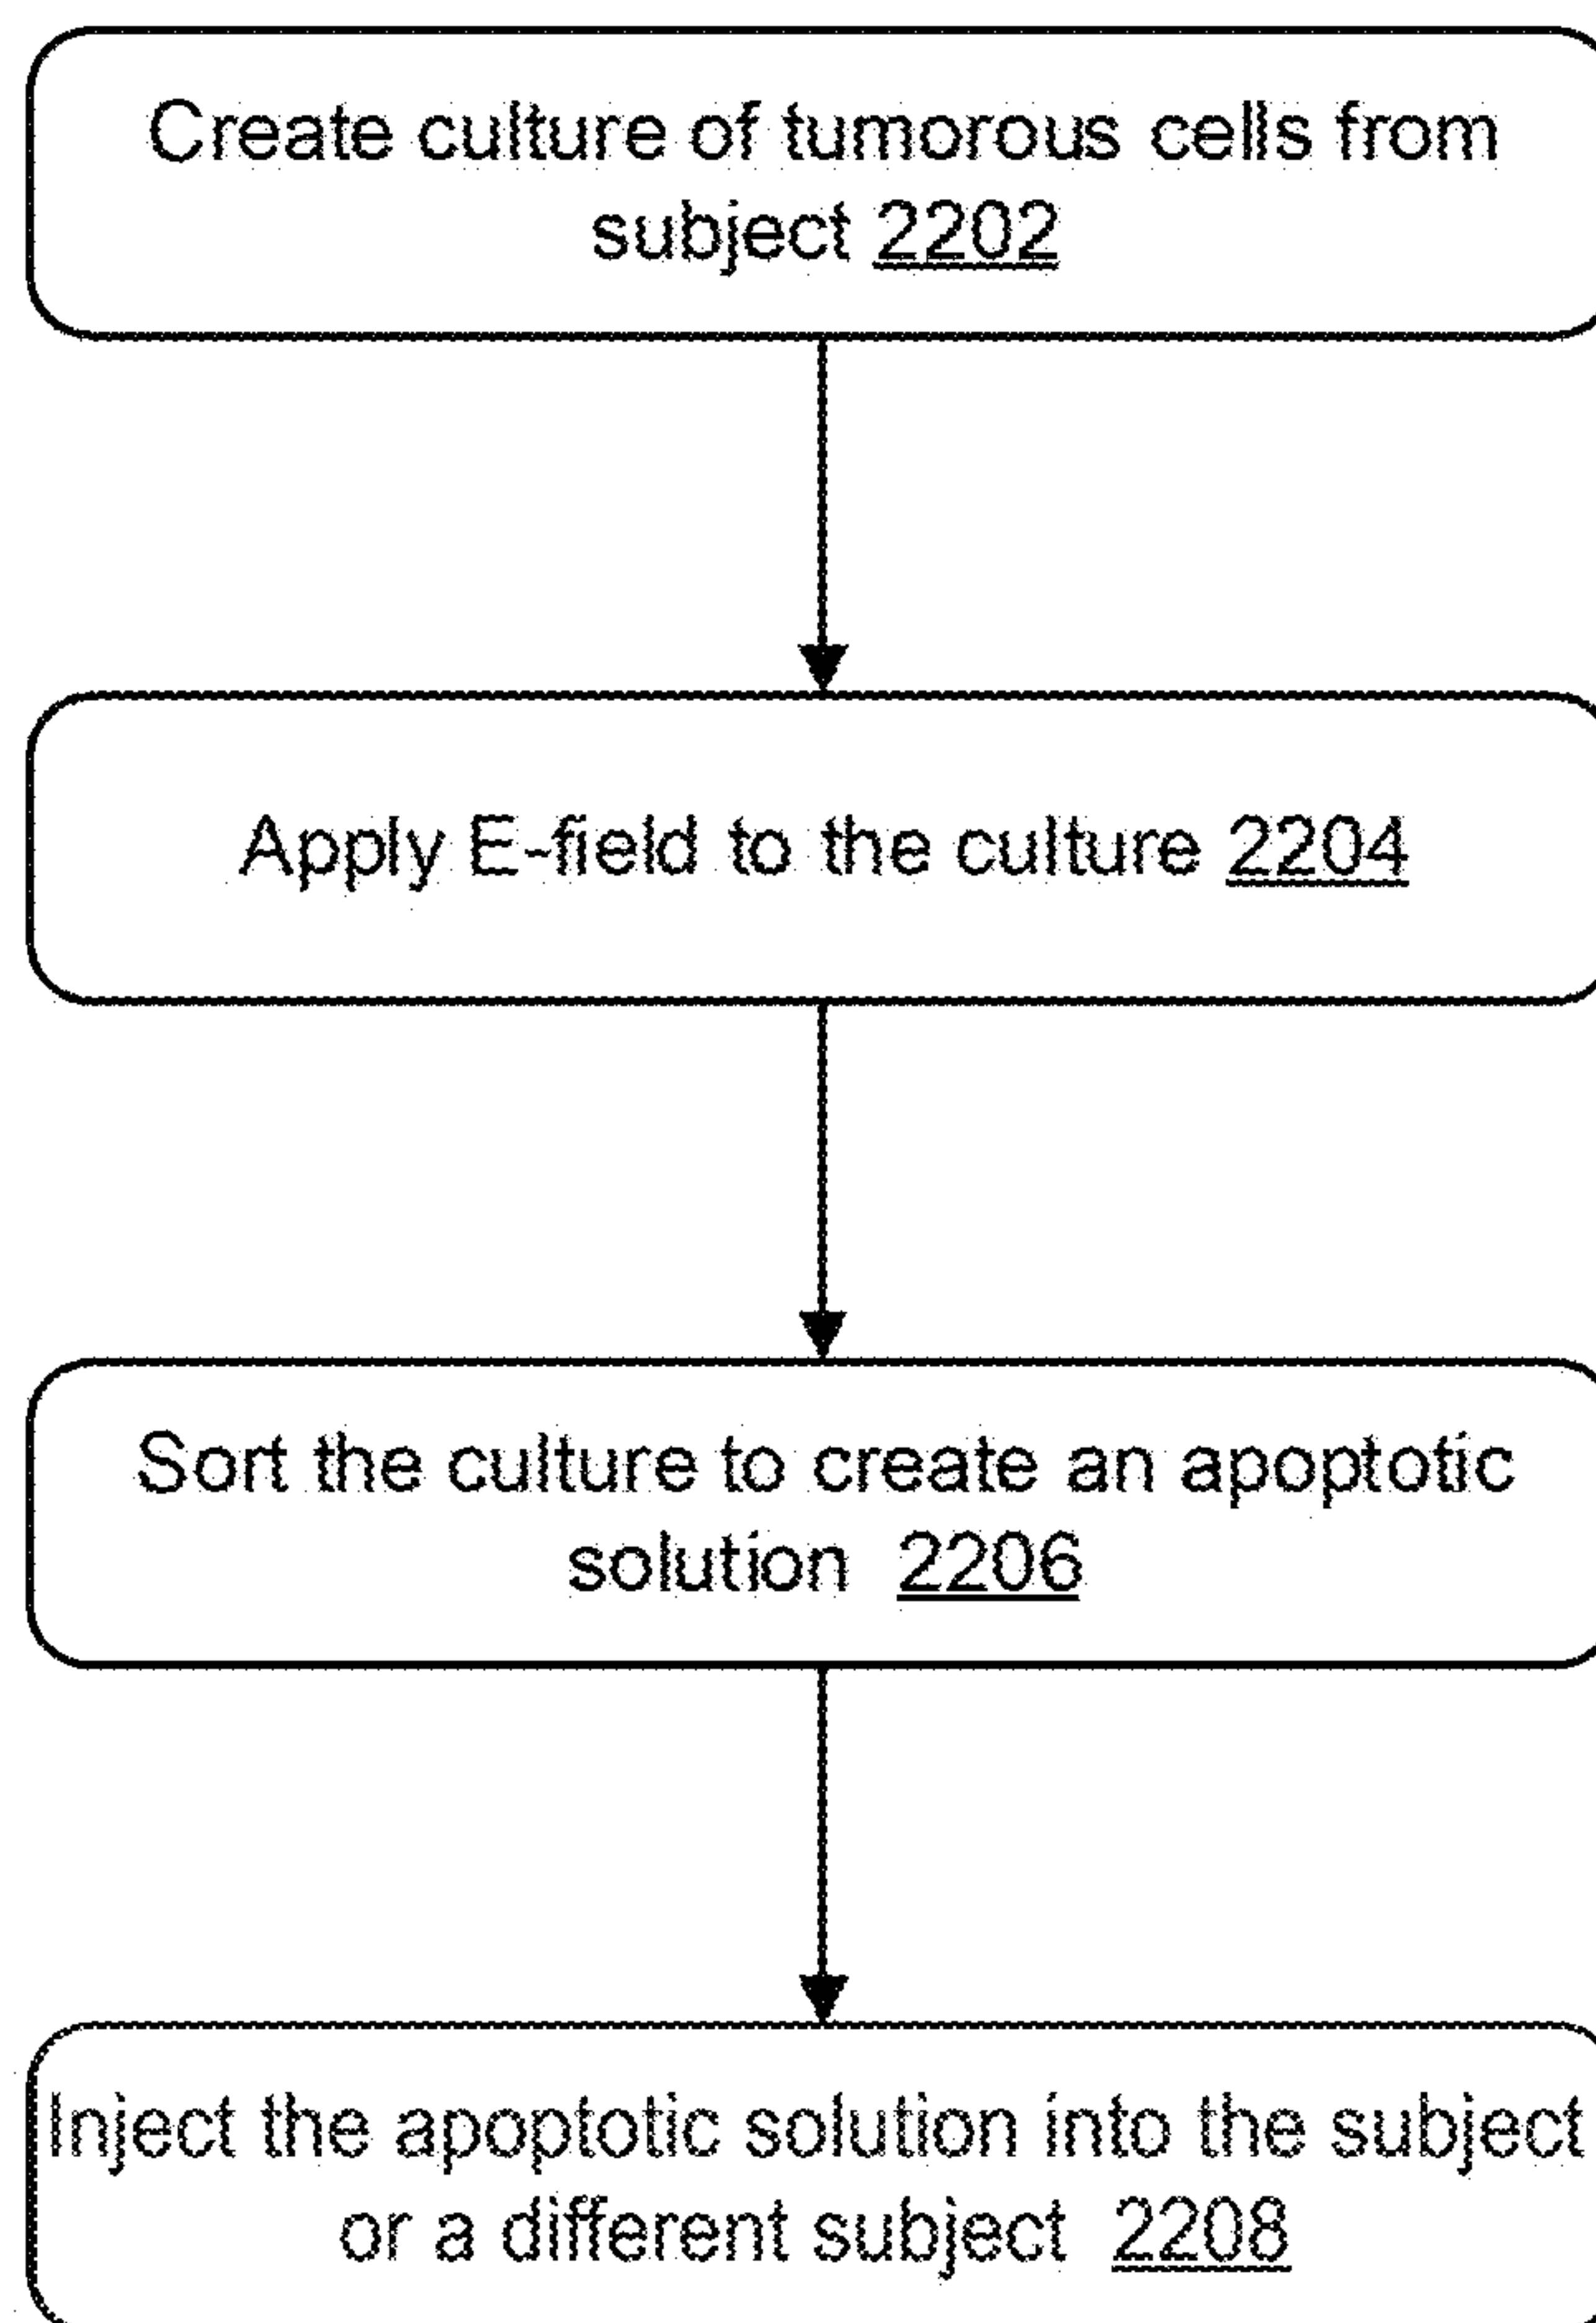 Create culture of tumorous cells from
subject 2202
Apply E-field to the culture 2204
Sort the culture to create an apoptotic
solution 2206
Inject the apoptotic solution into the subject
or a different subject 2208